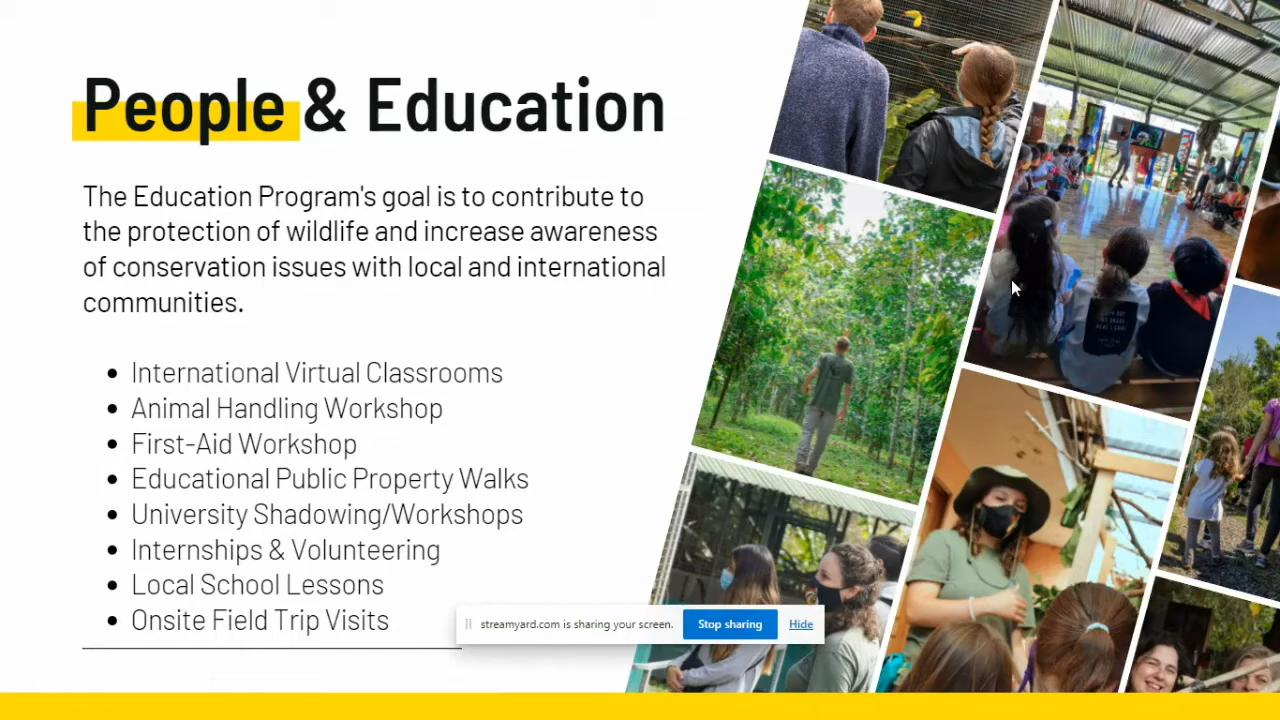 People & Education
The Education Program's goal is to contribute to
the protection of wildlife and increase awareness
of conservation issues with local and international
communities.
• International Virtual Classrooms
• Animal Handling Workshop
• First-Aid Workshop
• Educational Public Property Walks
• University Shadowing/Workshops
• Internships & Volunteering
• Local School Lessons
• Onsite Field Trip Visits
streamyard.com is sharing your screen. Stop sharing Hide